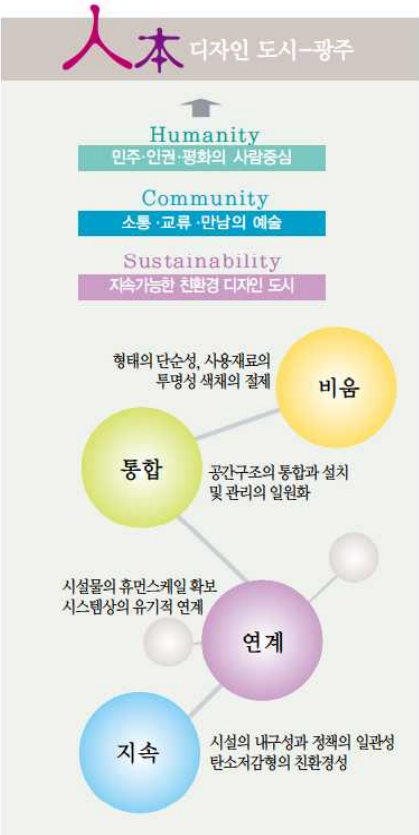 人本 디자인 도시-광주
Humanity
민주·인권·평화의 사람중심
Community
소통·교류·만남의 예술
Sustainability
지속가능한 친환경 디자인 도시
형태의 단순성, 사용재료의
투명성 색채의 절제
비움
통합
공간구조의 통합과 설치
및 관리의 일원화
시설물의 휴먼스케일 확보
시스템상의 유기적 연계
연계
지속
시설의 내구성과 정책의 일관성
탄소저감형의 친환경성